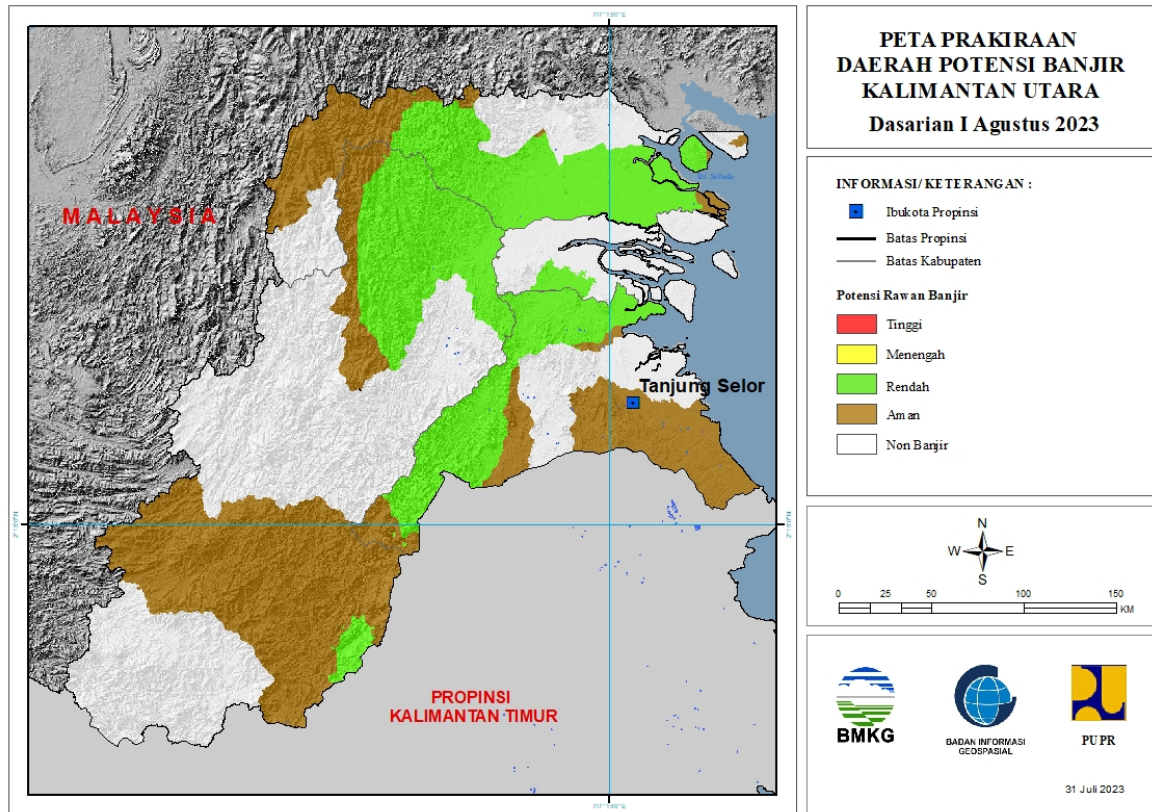 PETA PRAKIRAAN
DAERAH POTENSI BANJIR
KALIMANTAN UTARA
Dasarian I Agustus 2023
INFORMASI/ KETERANGAN :
Ibukota Propinsi
Batas Propinsi
Batas Kabupaten
Potensi Rawan Banjir
Tinggi
Menengah
Rendah
Aman
Non Banjir
MALAYSIA
Tanjung Selor
PROPINSI
KALIMANTAN TIMUR
N
W E
S
0 25 50 100 150
KM
BMKG
BADAN INFORMASI
GEOSPASIAL
PUPR
31 Juli 2023